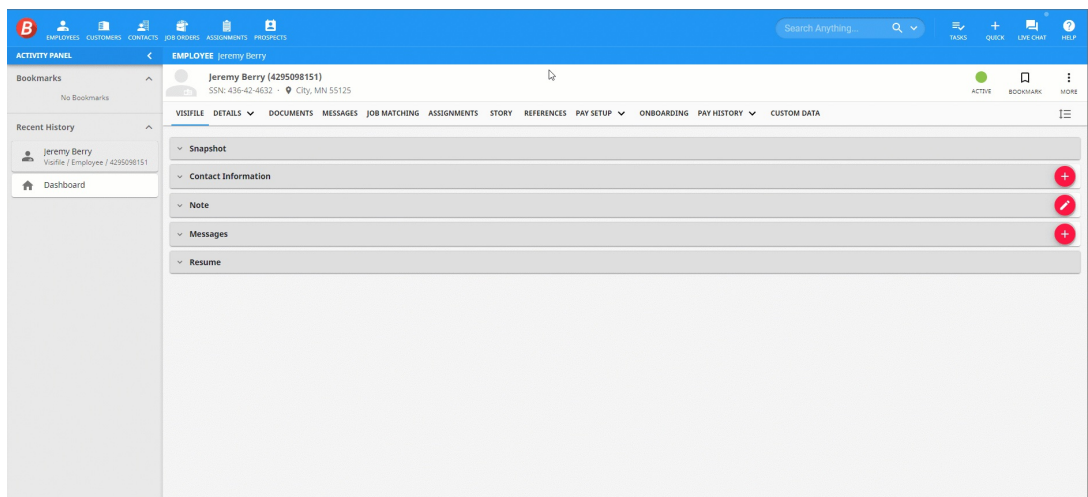 B
EMPLOYEES CUSTOMERS CONTACTS JOB ORDERS ASSIGNMENTS PROSPECTS
Search Anything...
TASKS QUICK LIVE CHAT HELP
ACTIVITY PANEL
EMPLOYEE Jeremy Berry
Bookmarks
No Bookmarks
Recent History
Jeremy Berry
Visifile / Employee / 4295098151
Dashboard
Jeremy Berry (4295098151)
SSN: 436-42-4632 · City, MN 55125
ACTIVE BOOKMARK MORE
VISIFILE DETAILS DOCUMENTS MESSAGES JOB MATCHING ASSIGNMENTS STORY REFERENCES PAY SETUP ONBOARDING PAY HISTORY CUSTOM DATA
Snapshot
Contact Information
Note
Messages
Resume